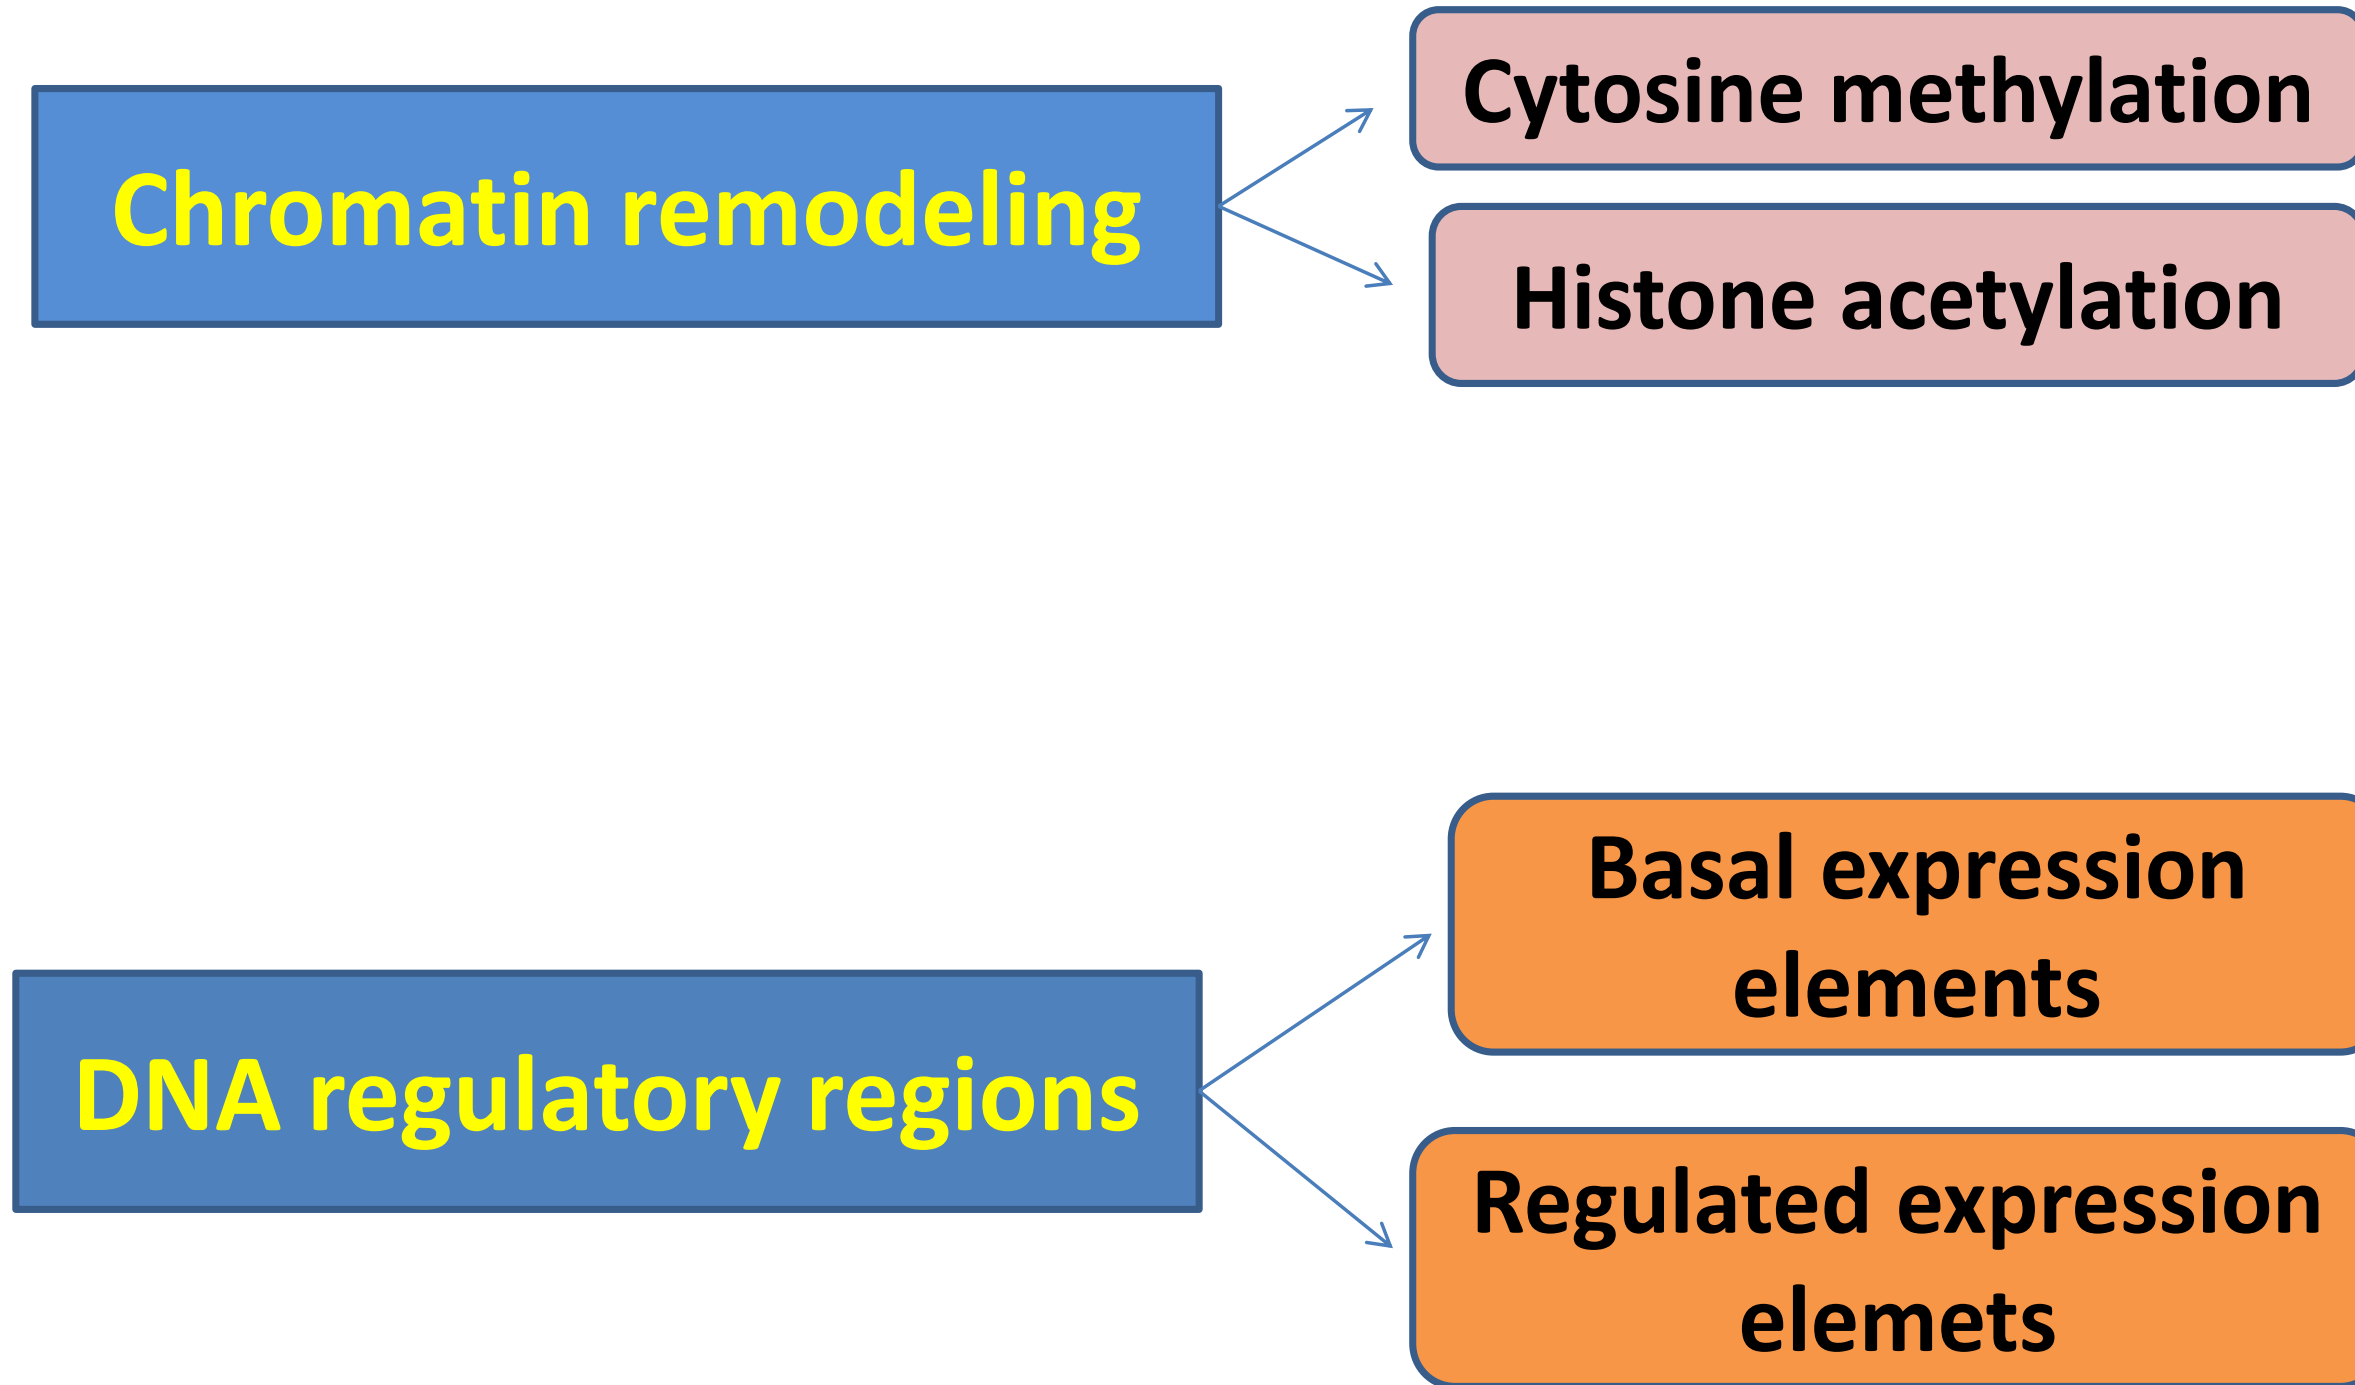 Cytosine methylation
Chromatin remodeling
Histone acetylation
Basal expression
elements
DNA regulatory regions
Regulated expression
elemets